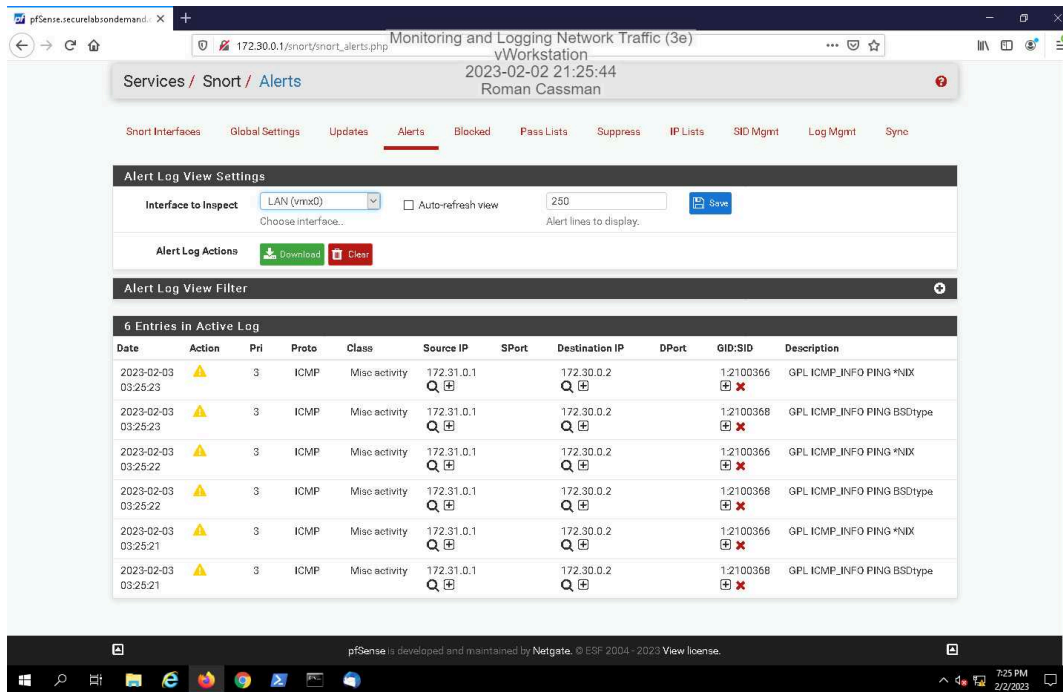 pfSense.securelabsondemand.
172.30.0.1/snort/snort_alerts.php
Monitoring and Logging Network Traffic (3e)
vWorkstation
2023-02-02 21:25:44
Roman Cassman
Services / Snort / Alerts
Snort Interfaces Global Settings Updates Alerts Blocked Pass Lists Suppress IP Lists SID Mgmt Log Mgmt Sync
Alert Log View Settings
Interface to Inspect LAN (vmx0) Auto-refresh view 250 Save
Choose interface.. Alert lines to display.
Alert Log Actions Download Clear
Alert Log View Filter
6 Entries in Active Log
Date Action Pri Proto Class Source IP SPort Destination IP DPort GID:SID Description
2023-02-03 3 ICMP Misc activity 172.31.0.1 172.30.0.2 1:2100366 GPL ICMP_INFO PING *NIX
03:25:23
2023-02-03 3 ICMP Misc activity 172.31.0.1 172.30.0.2 1:2100368 GPL ICMP_INFO PING BSDtype
03:25:23
2023-02-03 3 ICMP Misc activity 172.31.0.1 172.30.0.2 1:2100366 GPL ICMP_INFO PING *NIX
03:25:22
2023-02-03 3 ICMP Misc activity 172.31.0.1 172.30.0.2 1:2100368 GPL ICMP_INFO PING BSDtype
03:25:22
2023-02-03 3 ICMP Misc activity 172.31.0.1 172.30.0.2 1:2100366 GPL ICMP_INFO PING *NIX
03:25:21
2023-02-03 3 ICMP Misc activity 172.31.0.1 172.30.0.2 1:2100368 GPL ICMP_INFO PING BSDtype
03:25:21
pfSense is developed and maintained by Netgate. © ESF 2004 - 2023 View license.
7:25 PM
2/2/2023